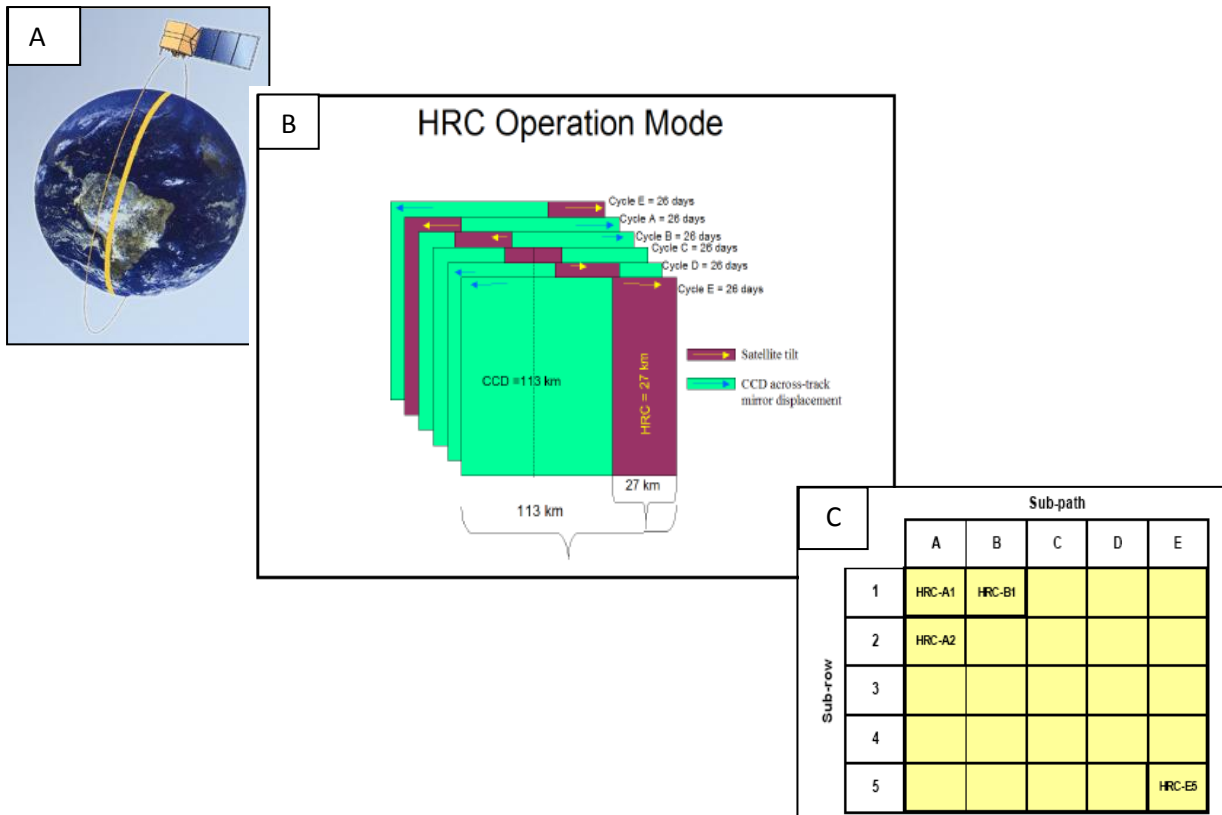 A
B
HRC Operation Mode
Cycle E = 26 days
Cycle A = 26 days
Cycle B = 26 days
Cycle C = 26 days
Cycle D = 26 days
Cycle E = 26 days
Satellite tilt
CCD across-track
mirror displacement
CCD =113 km
HRC = 27 km
27 km
113 km
C
Sub-path
A B C D E
1 HRC-A1 HRC-B1
2 HRC-A2
3
4
5 HRC-E5
Sub-row